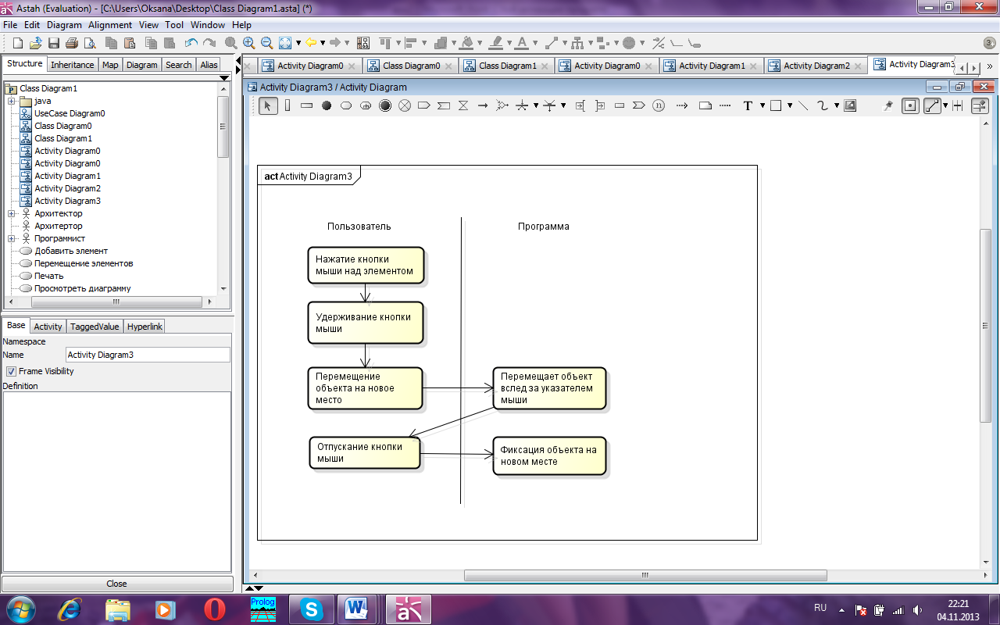 Astah (Evaluation) - [C:\Users\Oksana\Desktop\Class Diagram1.asta] (*)
File Edit Diagram Alignment View Tool Window Help
3.
Structure Inheritance Map Diagram Search Alias
Class Diagram1
java
UseCase Diagram0
Class Diagram0
Class Diagram1
Activity Diagram0
Activity Diagram0
Activity Diagram1
Activity Diagram2
Activity Diagram3
Архитектор
Архитертор
Программист
Добавить элемент
Перемещение элементов
Печать
Просмотреть диаграмму
Base Activity TaggedValue Hyperlink
Namespace
Name Activity Diagram3
Frame Visibility
Definition
Close
Activity Diagram0 Class Diagram0 Class Diagram1 Activity Diagram0 Activity Diagram1 Activity Diagram2 Activity Diagram3
Activity Diagram3 / Activity Diagram
act Activity Diagram3
Пользователь
Программа
Нажатие кнопки
мыши над элементом
Удерживание кнопки
мыши
Перемещение
объекта на новое
место
Перемещает объект
вслед за указателем
мыши
Отпускание кнопки
мыши
Фиксация объекта на
новом месте
Prolog
RU
22:21
04.11.2013